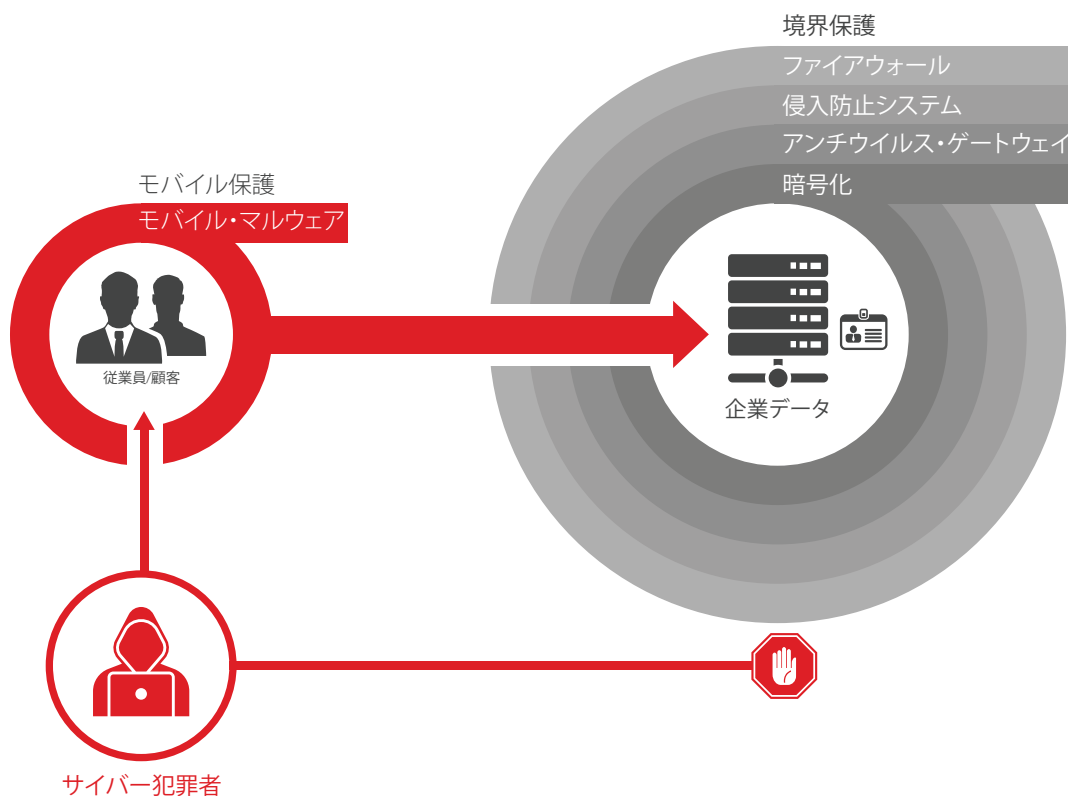 境界保護
ファイアウォール
侵入防止システム
アンチウイルス・ゲートウェイ
暗号化
モバイル保護
モバイル・マルウェア
従業員/顧客
企業データ
サイバー犯罪者